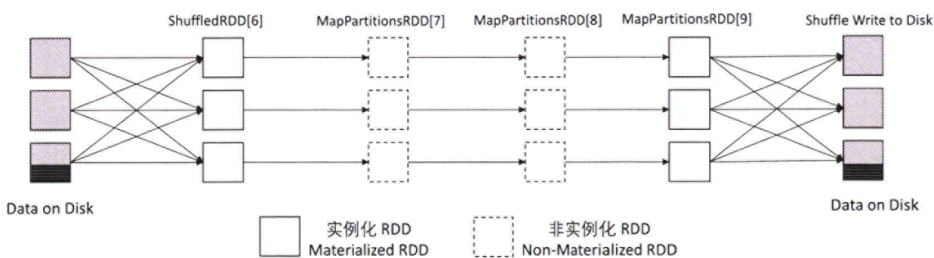 ShuffledRDD[6]
MapPartitionsRDD[7]
MapPartitionsRDD[8]
MapPartitionsRDD[9]
Shuffle Write to Disk
Data on Disk
Data on Disk
实例化 RDD
Materialized RDD
非实例化 RDD
Non-Materialized RDD